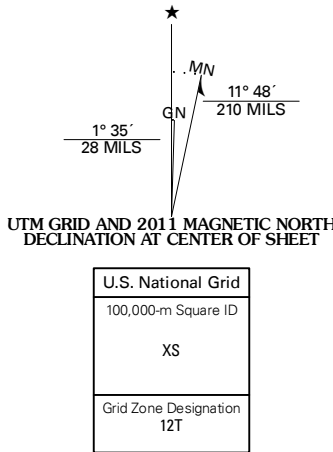 ★
MN
GN
11° 48´
210 MILS
1° 35´
28 MILS
UTM GRID AND 2011 MAGNETIC NORTH
DECLINATION AT CENTER OF SHEET
U.S. National Grid
100,000-m Square ID
XS
Grid Zone Designation
12T